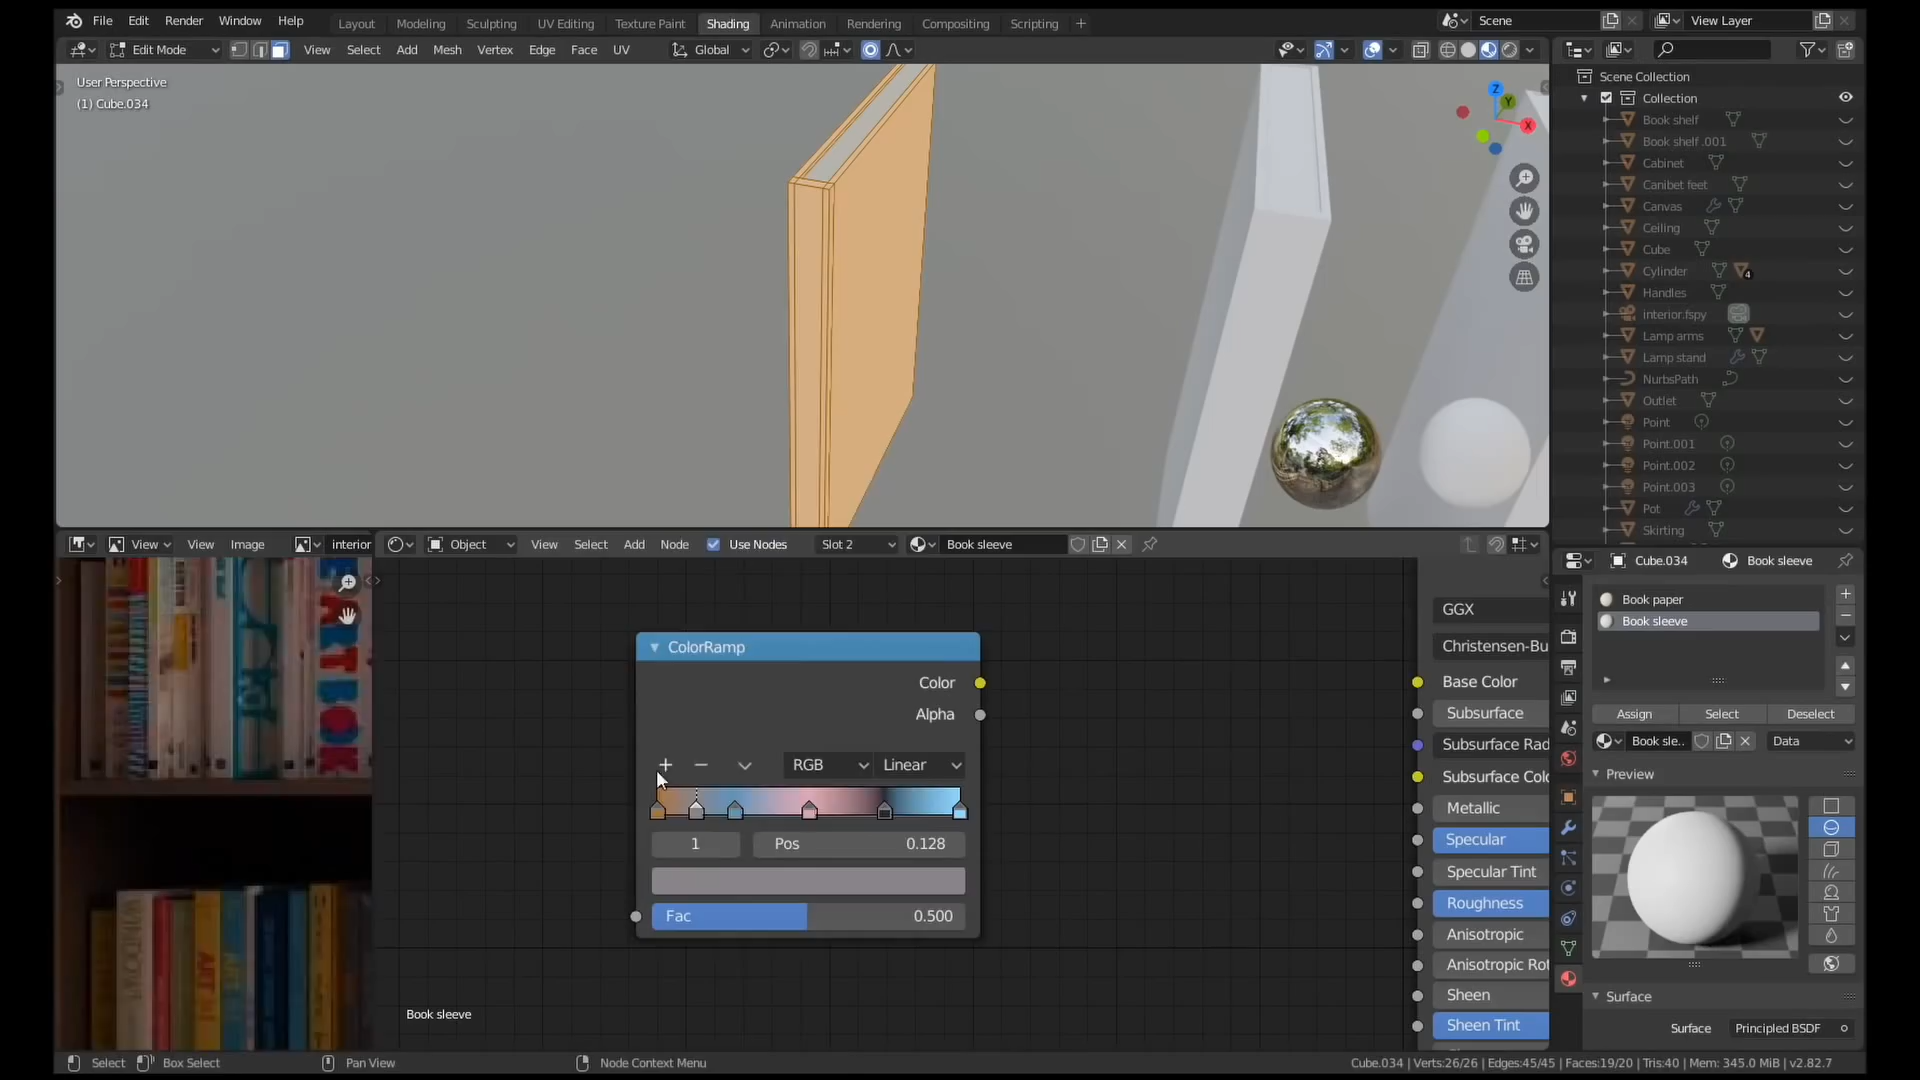 File Edit Render Window Help Layout Modeling Sculpting UV Editing Texture Paint Shading Animation Rendering Compositing Scripting + Scene View Layer
Edit Mode View Select Add Mesh Vertex Edge Face UV Global
User Perspective
(1) Cube.034
Z
Y
X
Scene Collection
Collection
Book shelf
Book shelf .001
Cabinet
Canibet feet
Canvas
Ceiling
Cube
Cylinder 4
Handles
interior.fspy
Lamp arms
Lamp stand
NurbsPath
Outlet
Point
Point.001
Point.002
Point.003
Pot
Skirting
View View Image interior Object View Select Add Node Use Nodes Slot 2 Book sleeve
ColorRamp
Color
Alpha
RGB Linear
1 Pos 0.128
Fac 0.500
Book sleeve
GGX
Christensen-Bu
Base Color
Subsurface
Subsurface Rad
Subsurface Colo
Metallic
Specular
Specular Tint
Roughness
Anisotropic
Anisotropic Rot
Sheen
Sheen Tint
Cube.034 Book sleeve
Book paper
Book sleeve
Assign Select Deselect
Book sle.. Data
Preview
Surface
Surface Principled BSDF
Select Box Select Pan View Node Context Menu Cube.034 | Verts:26/26 | Edges:45/45 | Faces:19/20 | Tris:40 | Mem: 345.0 MiB | v2.82.7